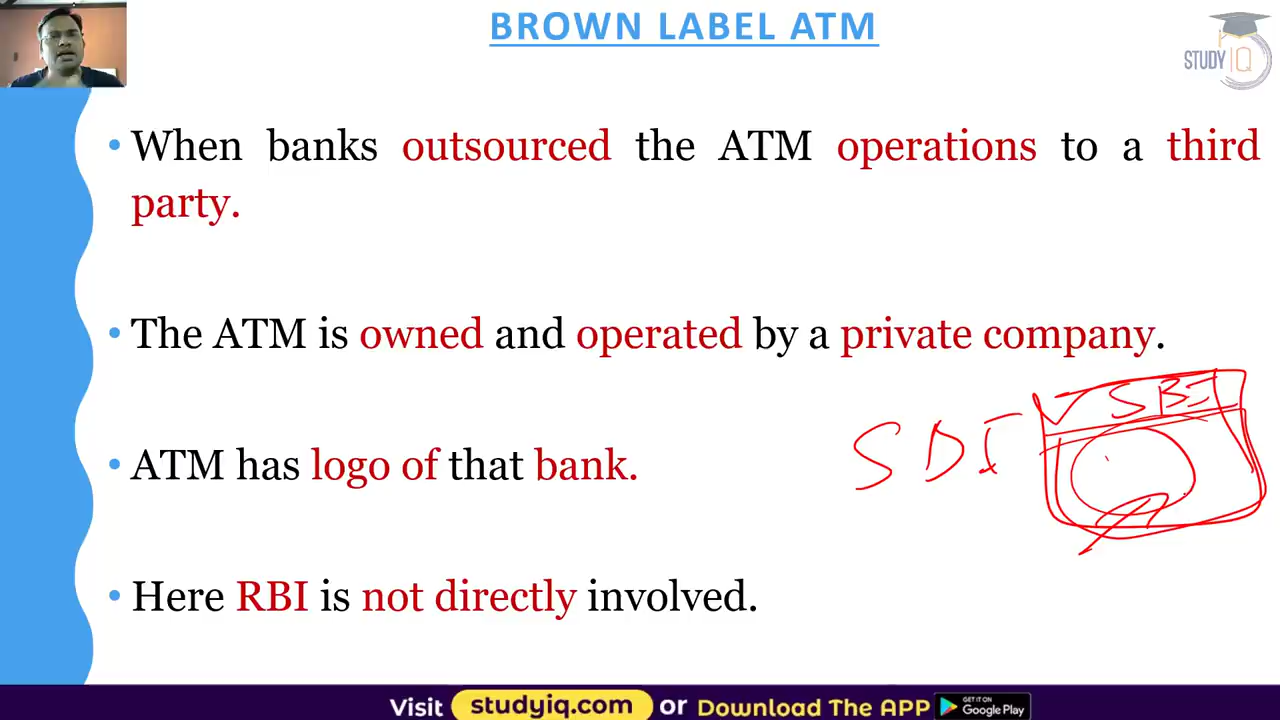 BROWN LABEL ATM
STUDY IQ
• When banks outsourced the ATM operations to a third
party.
• The ATM is owned and operated by a private company.
SBI
SBI
• ATM has logo of that bank.
• Here RBI is not directly involved.
Visit studyiq.com or Download The APP GET IT ON Google Play